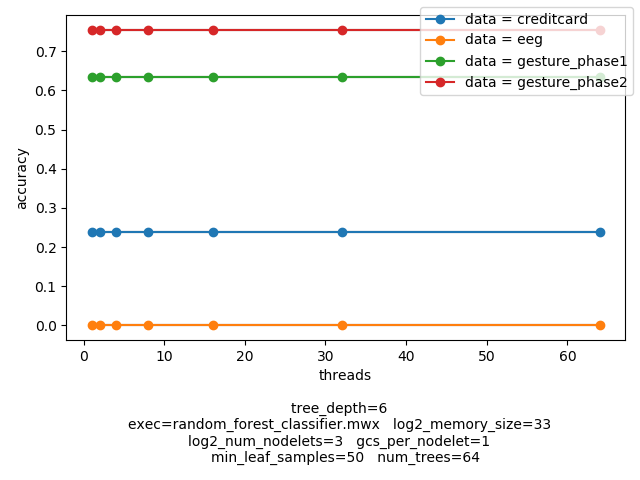 data = creditcard
data = eeg
data = gesture_phase1
data = gesture_phase2
0.7
0.6
0.5
0.4
0.3
0.2
0.1
0.0
accuracy
0 10 20 30 40 50 60
threads
tree_depth=6
exec=random_forest_classifier.mwx log2_memory_size=33
log2_num_nodelets=3 gcs_per_nodelet=1
min_leaf_samples=50 num_trees=64